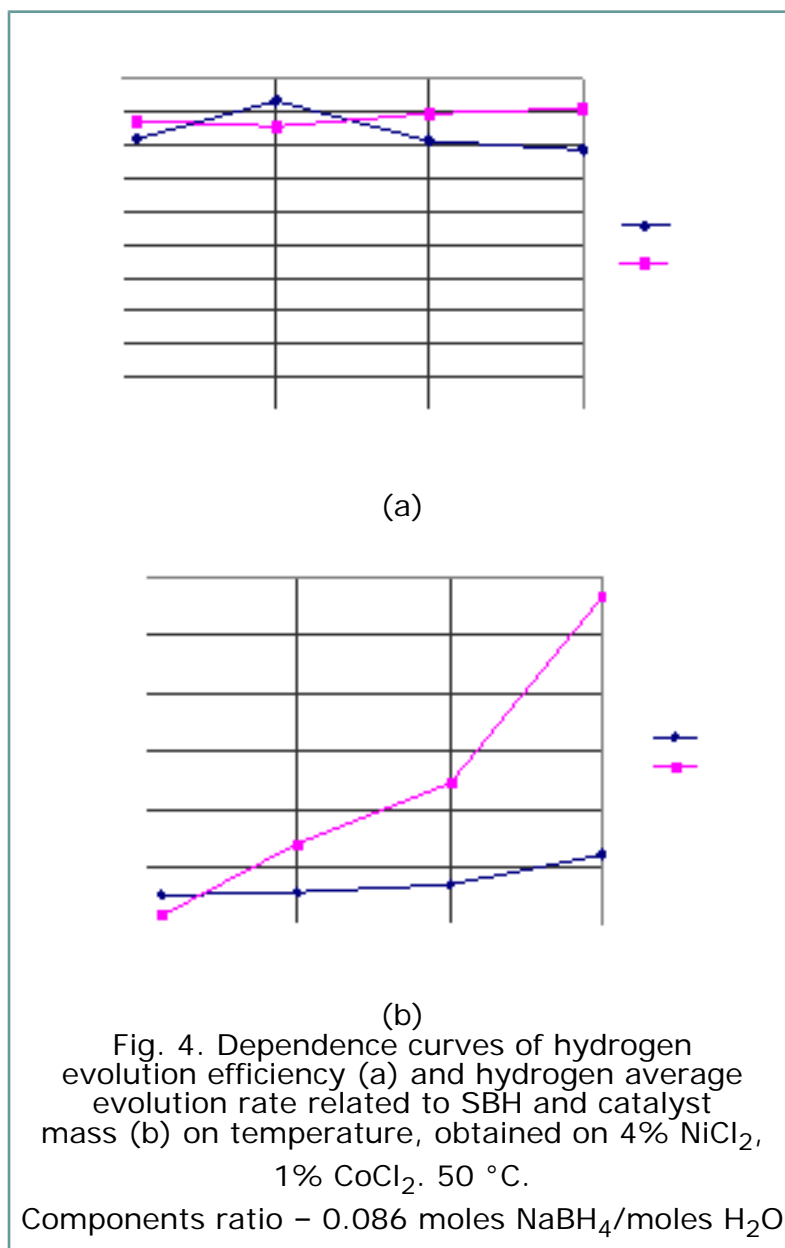 (a)
(b)
Fig. 4. Dependence curves of hydrogen
evolution efficiency (a) and hydrogen average
evolution rate related to SBH and catalyst
mass (b) on temperature, obtained on 4% NiCl₂,
1% CoCl₂. 50 °C.
Components ratio – 0.086 moles NaBH₄/moles H₂O